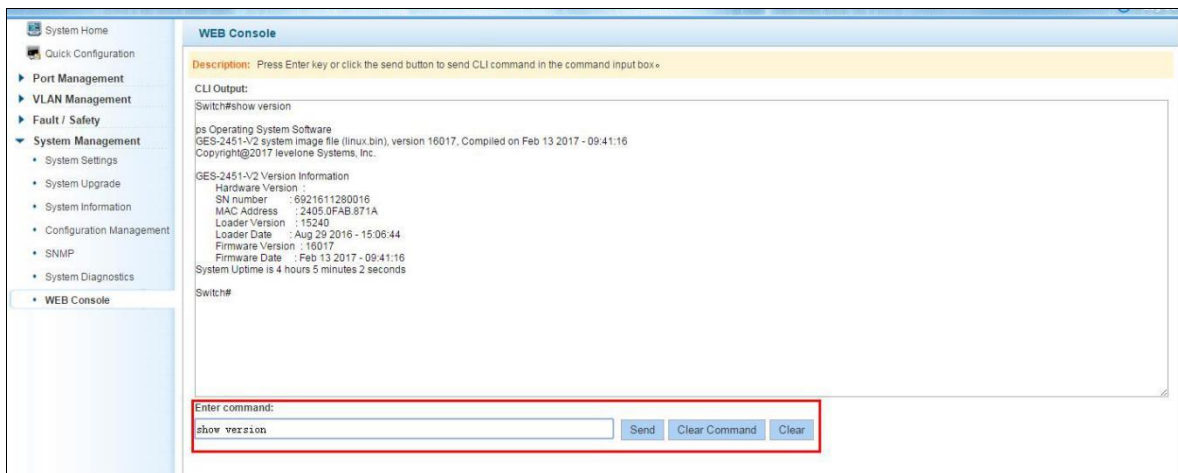 System Home
Quick Configuration
Port Management
VLAN Management
Fault / Safety
System Management
System Settings
System Upgrade
System Information
Configuration Management
SNMP
System Diagnostics
WEB Console
WEB Console
Description: Press Enter key or click the send button to send CLI command in the command input box。
CLI Output:
Switch#show version
ps Operating System Software
GES-2451-V2 system image file (linux.bin), version 16017, Compiled on Feb 13 2017 - 09:41:16
Copyright@2017 levelone Systems, Inc.
GES-2451-V2 Version Information
Hardware Version :
SN number : 6921611280016
MAC Address : 2405.0FAB.871A
Loader Version : 15240
Loader Date : Aug 29 2016 - 15:06:44
Firmware Version : 16017
Firmware Date : Feb 13 2017 - 09:41:16
System Uptime is 4 hours 5 minutes 2 seconds
Switch#
Enter command:
show version
Send Clear Command Clear